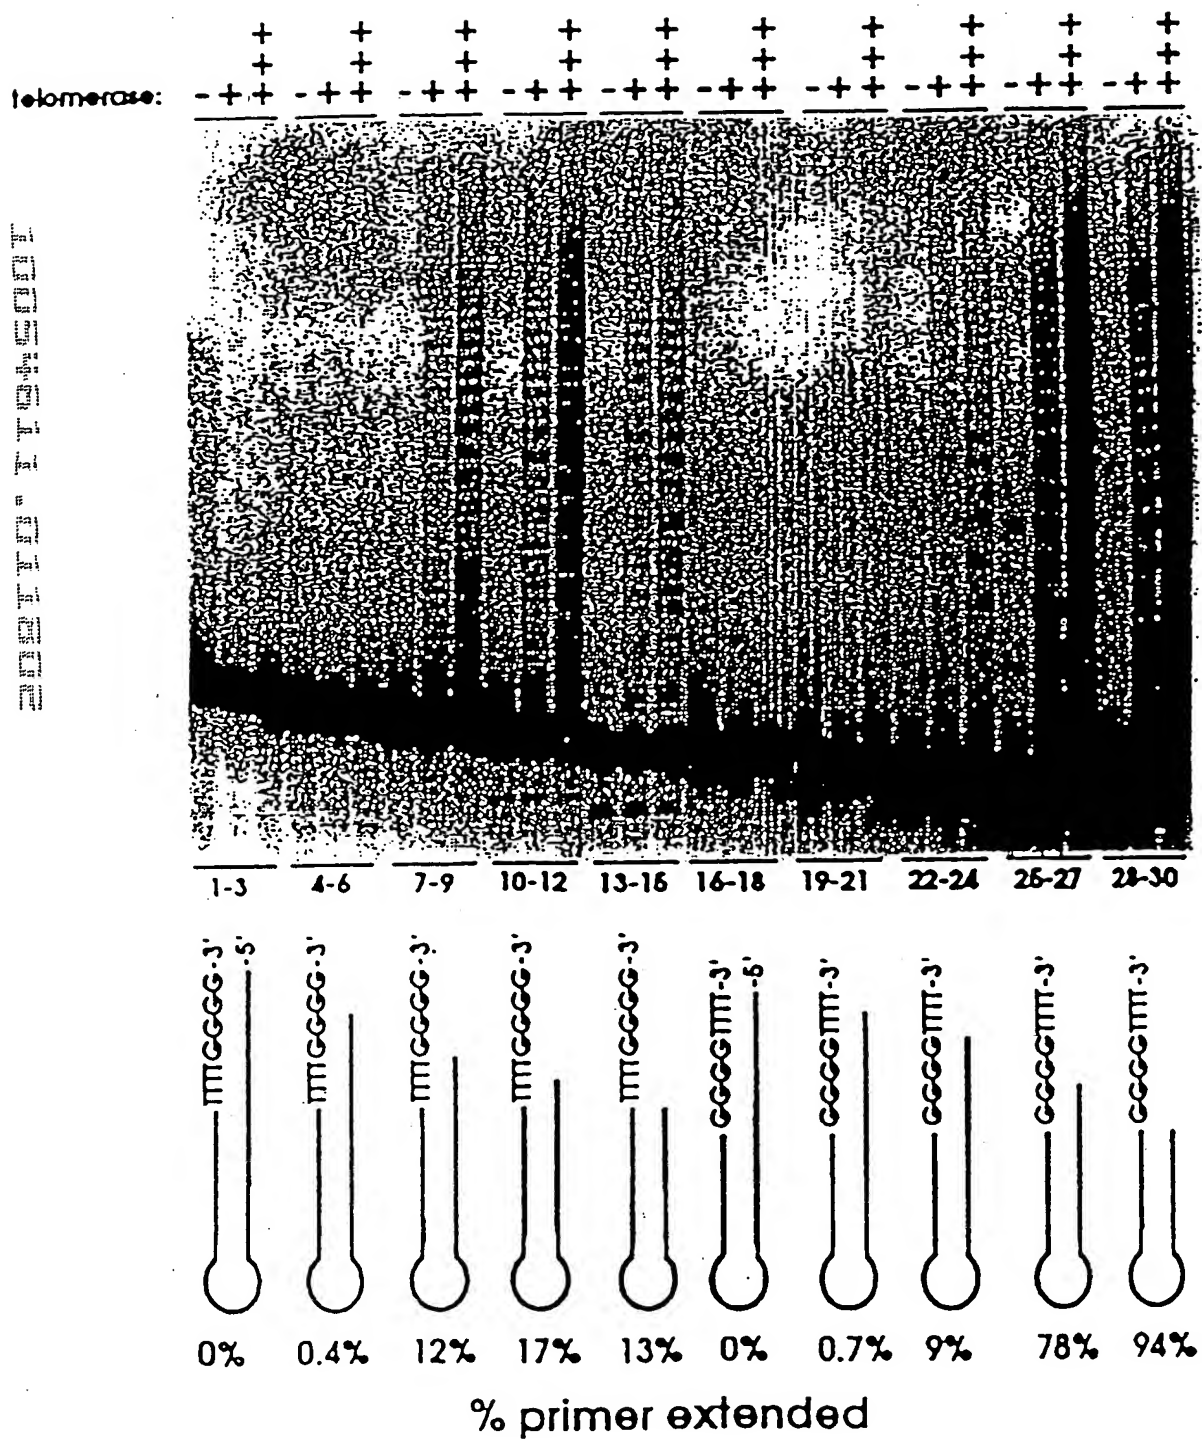 + + + + + + + + + +
+ + + + + + + + + +
telomerase: - + + - + + - + + - + + - + + - + + - + + - + + - + + - + +
1-3 4-6 7-9 10-12 13-15 16-18 19-21 22-24 25-27 28-30
TTTTGGGG-3'
-5'
TTTTGGGG-3'
TTTTGGGG-3'
TTTTGGGG-3'
TTTTGGGG-3'
GGGGTTTT-3'
-5'
GGGGTTTT-3'
GGGGTTTT-3'
GGGGTTTT-3'
GGGGTTTT-3'
0% 0.4% 12% 17% 13% 0% 0.7% 9% 78% 94%
% primer extended